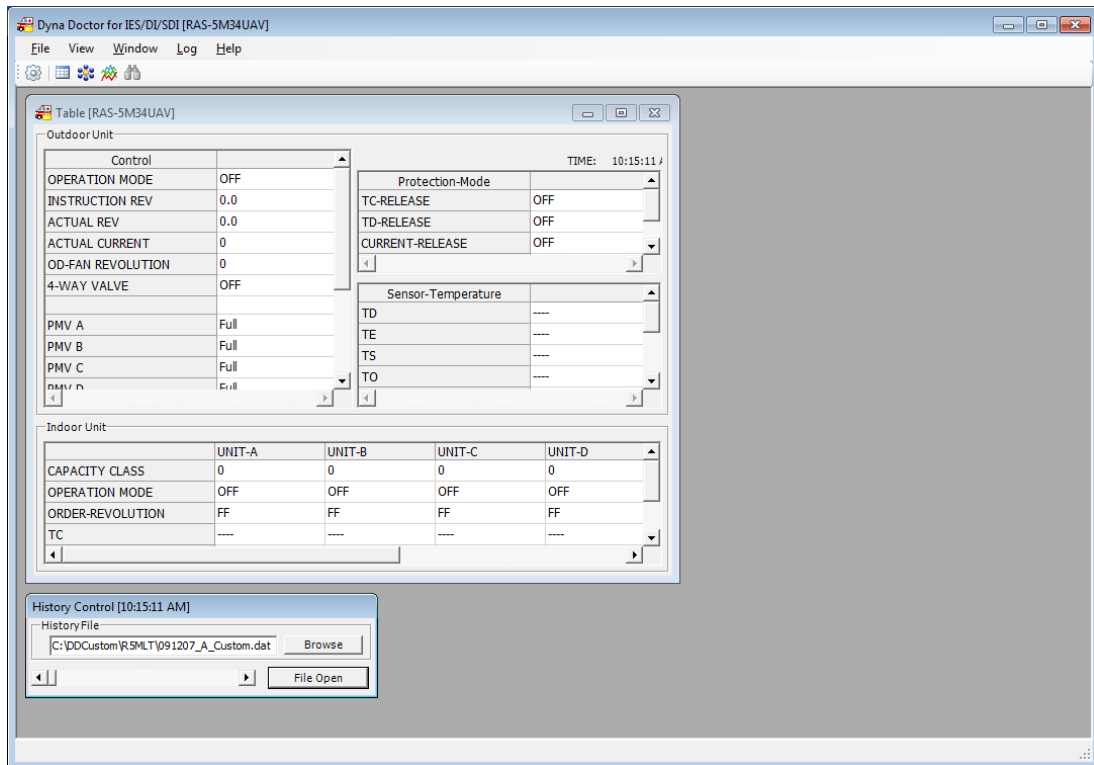 Dyna Doctor for IES/DI/SDI [RAS-5M34UAV]
File View Window Log Help
Table [RAS-5M34UAV]
Outdoor Unit
Control
OPERATION MODE OFF
INSTRUCTION REV 0.0
ACTUAL REV 0.0
ACTUAL CURRENT 0
OD-FAN REVOLUTION 0
4-WAY VALVE OFF
PMV A Full
PMV B Full
PMV C Full
PMV D Full
TIME: 10:15:11 A
Protection-Mode
TC-RELEASE OFF
TD-RELEASE OFF
CURRENT-RELEASE OFF
Sensor-Temperature
TD ----
TE ----
TS ----
TO ----
Indoor Unit
UNIT-A UNIT-B UNIT-C UNIT-D
CAPACITY CLASS 0 0 0 0
OPERATION MODE OFF OFF OFF OFF
ORDER-REVOLUTION FF FF FF FF
TC ---- ---- ---- ----
History Control [10:15:11 AM]
History File
C:\DDCustom\R5MLT\091207_A_Custom.dat Browse
File Open